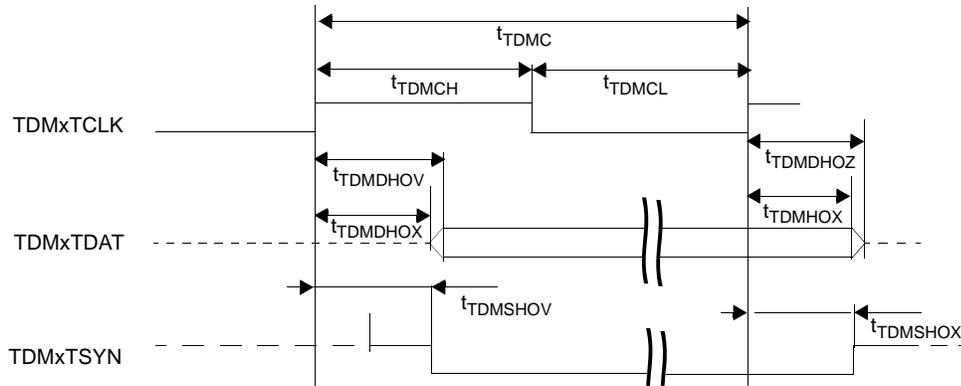 tTDMC
tTDMCH
tTDMCL
TDMxTCLK
tTDMDHOZ
tTDMDHOV
tTDMHOX
tTDMDHOX
TDMxTDAT
tTDMSHOV
tTDMSHOX
TDMxTSYN